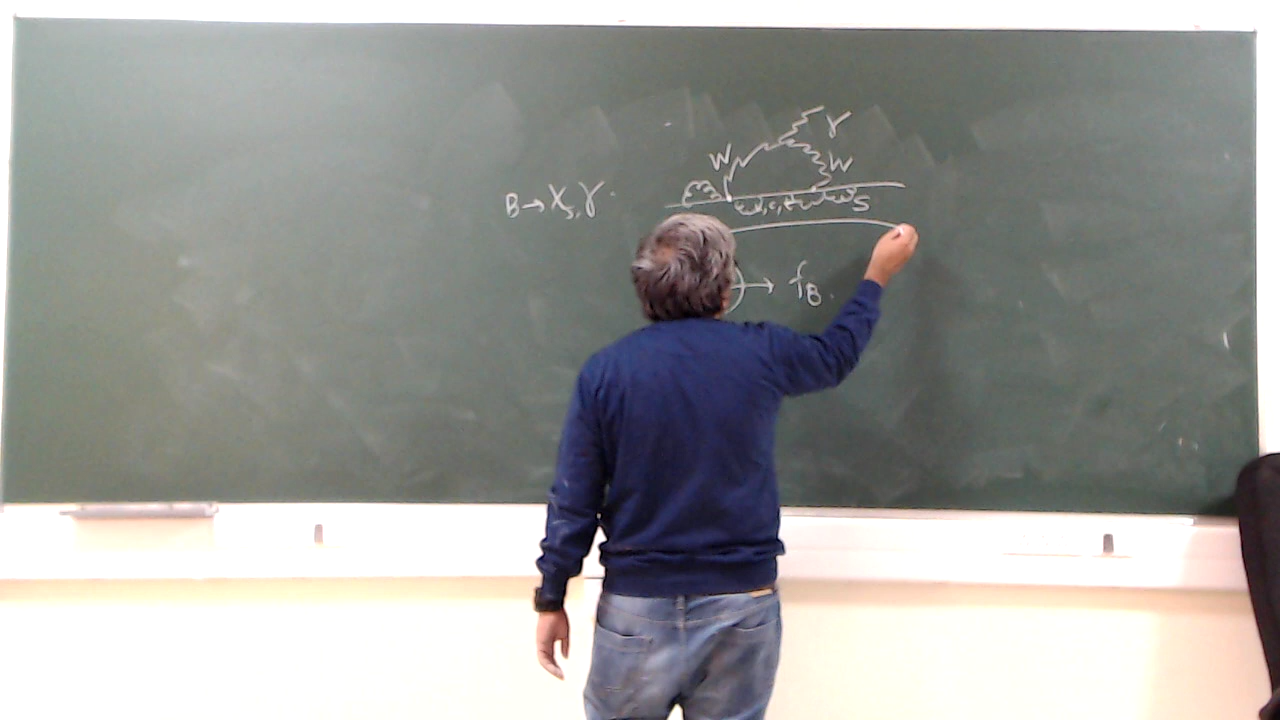 γ
W W
B→X_s γ
u,c,t s
f_B.